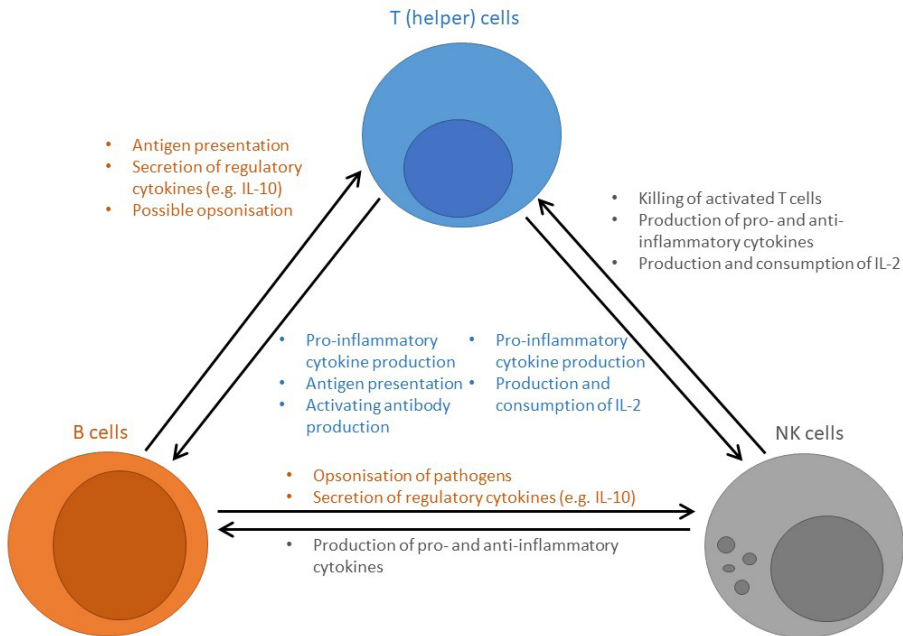 T (helper) cells
• Antigen presentation
• Secretion of regulatory
cytokines (e.g. IL-10)
• Possible opsonisation
• Killing of activated T cells
• Production of pro- and anti-
inflammatory cytokines
• Production and consumption of IL-2
• Pro-inflammatory
cytokine production
• Antigen presentation
• Activating antibody
production
• Pro-inflammatory
cytokine production
• Production and
consumption of IL-2
B cells
NK cells
• Opsonisation of pathogens
• Secretion of regulatory cytokines (e.g. IL-10)
• Production of pro- and anti-inflammatory
cytokines